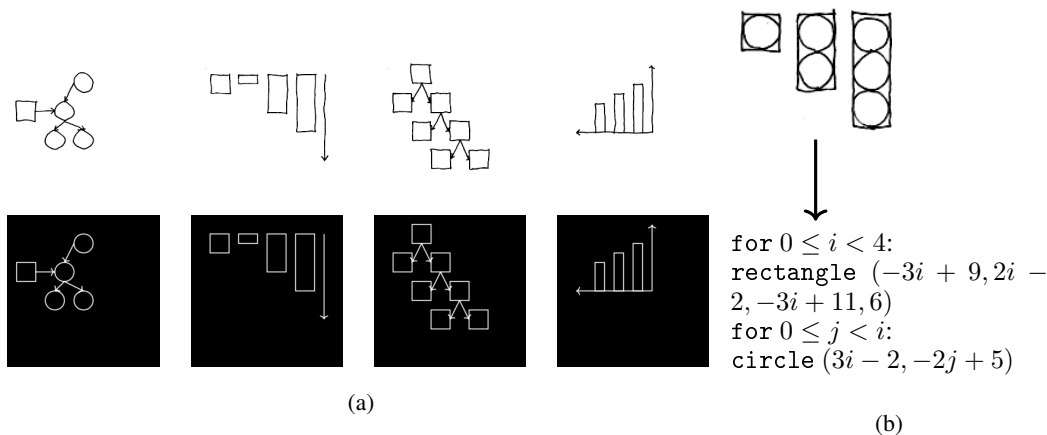 for 0 ≤ i < 4:
rectangle (−3i + 9, 2i −
2, −3i + 11, 6)
for 0 ≤ j < i:
circle (3i − 2, −2j + 5)
(a)
(b)